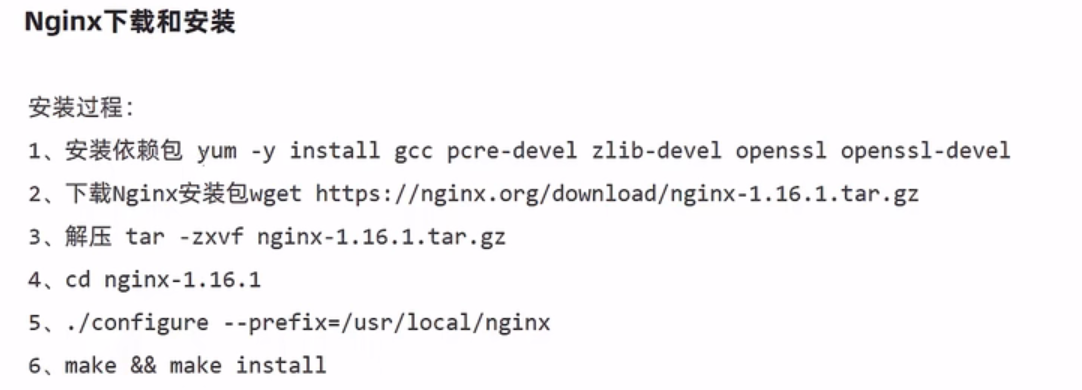 Nginx下载和安装
安装过程：
1、安装依赖包 yum -y install gcc pcre-devel zlib-devel openssl openssl-devel
2、下载Nginx安装包wget https://nginx.org/download/nginx-1.16.1.tar.gz
3、解压 tar -zxvf nginx-1.16.1.tar.gz
4、cd nginx-1.16.1
5、./configure --prefix=/usr/local/nginx
6、make && make install